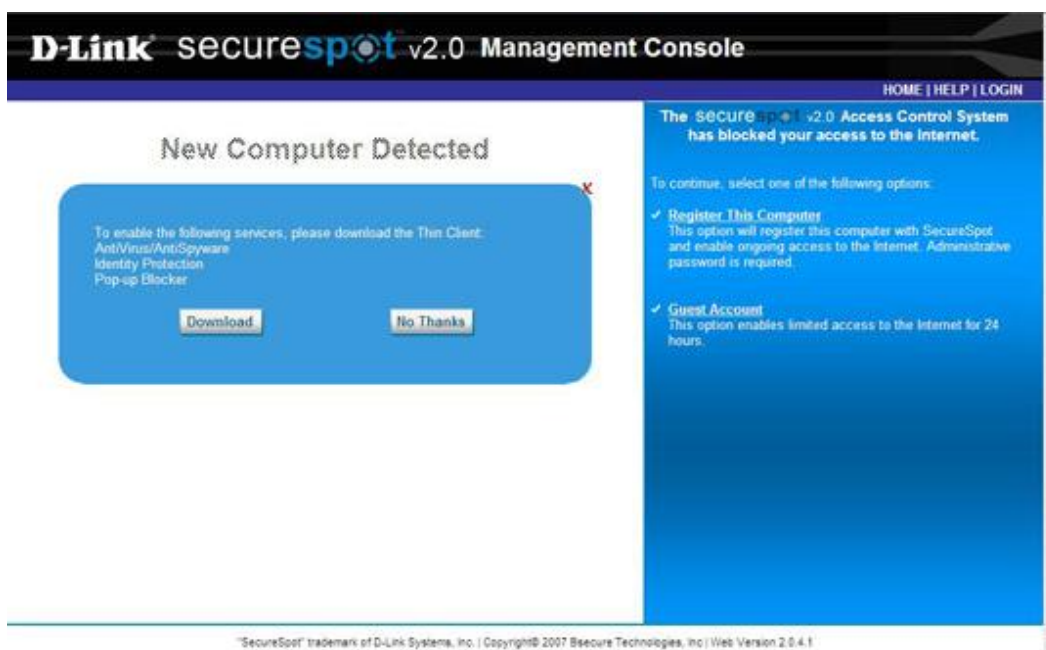 D-Link securespot v2.0 Management Console
HOME | HELP | LOGIN
New Computer Detected
X
To enable the following services, please download the Thin Client:
AntiVirus/AntiSpyware
Identity Protection
Pop-up Blocker
Download
No Thanks
The securespot v2.0 Access Control System
has blocked your access to the Internet.
To continue, select one of the following options:
Register This Computer
This option will register this computer with SecureSpot
and enable ongoing access to the Internet. Administrative
password is required.
Guest Account
This option enables limited access to the Internet for 24
hours.
"SecureSpot" trademark of D-Link Systems, Inc. | Copyright© 2007 Bsecure Technologies, Inc | Web Version 2.0.4.1